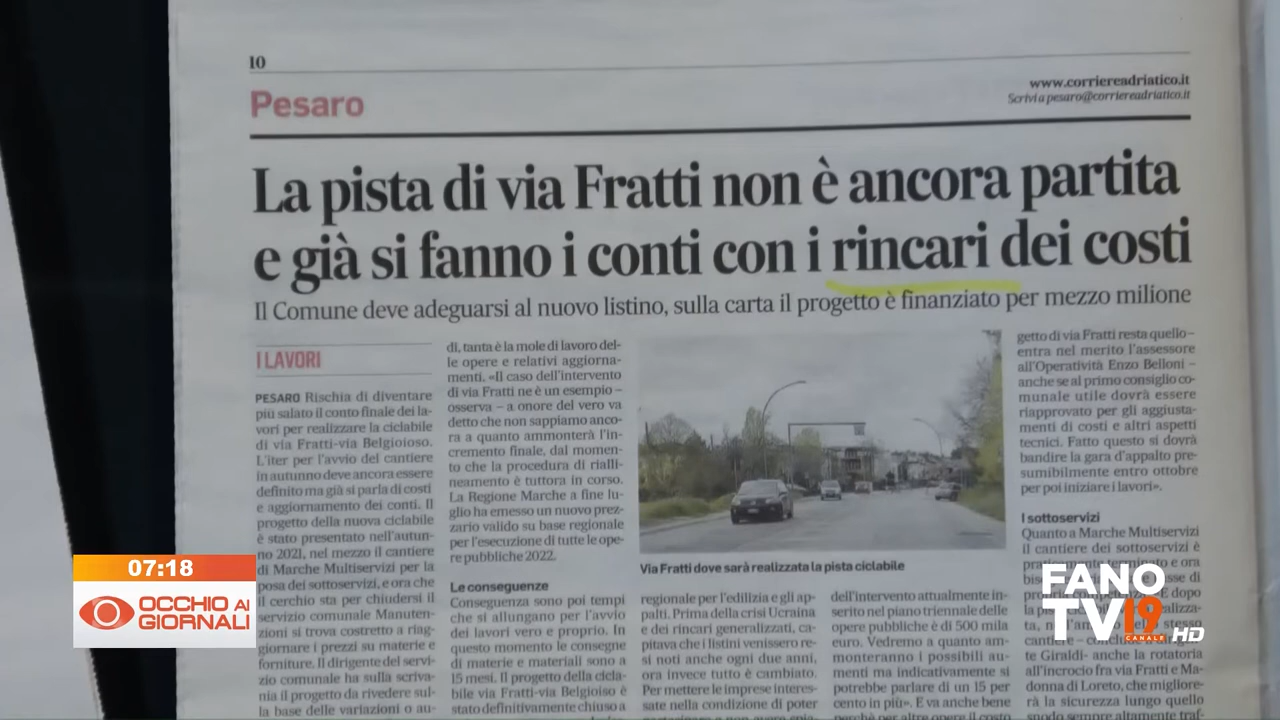 10
Pesaro
www.corriereadriatico.it
Scrivi a pesaro@corriereadriatico.it
La pista di via Fratti non è ancora partita
e già si fanno i conti con i rincari dei costi
Il Comune deve adeguarsi al nuovo listino, sulla carta il progetto è finanziato per mezzo milione
I LAVORI
PESARO Rischia di diventare
più salato il conto finale dei la-
vori per realizzare la ciclabile
di via Fratti-via Belgioioso.
L'iter per l'avvio del cantiere
in autunno deve ancora essere
definito ma già si parla di costi
e aggiornamento dei conti. Il
progetto della nuova ciclabile
è stato presentato nell'autun-
no 2021, nel mezzo il cantiere
di Marche Multiservizi per la
posa dei sottoservizi, e ora che
il cerchio sta per chiudersi il
servizio comunale Manuten-
zioni si trova costretto a riag-
giornare i prezzi su materie e
forniture. Il dirigente del servi-
zio comunale ha sulla scriva-
nia il progetto da rivedere sul-
la base delle variazioni o au-
di, tanta è la mole di lavoro del-
le opere e relativi aggiorna-
menti. «Il caso dell'intervento
di via Fratti ne è un esempio –
osserva – a onore del vero va
detto che non sappiamo anco-
ra a quanto ammonterà l'in-
cremento finale, dal momen-
to che la procedura di rialli-
neamento è tuttora in corso.
La Regione Marche a fine lu-
glio ha emesso un nuovo prez-
zario valido su base regionale
per l'esecuzione di tutte le ope-
re pubbliche 2022.
Le conseguenze
Conseguenza sono poi tempi
che si allungano per l'avvio
dei lavori vero e proprio. In
questo momento le consegne
di materie e materiali sono a
15 mesi. Il progetto della cicla-
bile via Fratti-via Belgioiso è
stato definitivamente chiuso a
Via Fratti dove sarà realizzata la pista ciclabile
regionale per l'edilizia e gli ap-
palti. Prima della crisi Ucraina
e dei rincari generalizzati, ca-
pitava che i listini venissero re-
si noti anche ogni due anni,
ora invece tutto è cambiato.
Per mettere le imprese interes-
sate nella condizione di poter
dell'intervento attualmente in-
serito nel piano triennale delle
opere pubbliche è di 500 mila
euro. Vedremo a quanto am-
monteranno i possibili au-
menti ma indicativamente si
potrebbe parlare di un 15 per
cento in più». E va anche bene
perchè per altre opere il costo
getto di via Fratti resta quello –
entra nel merito l'assessore
all'Operatività Enzo Belloni –
anche se al primo consiglio co-
munale utile dovrà essere
riapprovato per gli aggiusta-
menti di costi e altri aspetti
tecnici. Fatto questo si dovrà
bandire la gara d'appalto pre-
sumibilmente entro ottobre
per poi iniziare i lavori».
I sottoservizi
Quanto a Marche Multiservizi
il cantiere dei sottoservizi è
e ora
dopo
stesso
te Giraldi- anche la rotatoria
all'incrocio fra via Fratti e Ma-
donna di Loreto, che migliore-
rà la sicurezza lungo quello
snodo sempre altamente traf-
07:18
OCCHIO AI
GIORNALI
FANO
TV19
CANALE HD